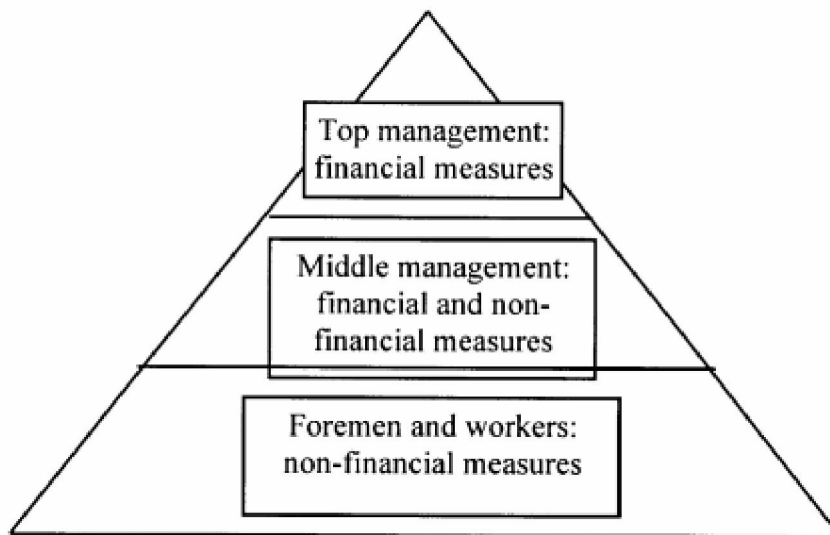 Top management:
financial measures
Middle management:
financial and non-
financial measures
Foremen and workers:
non-financial measures